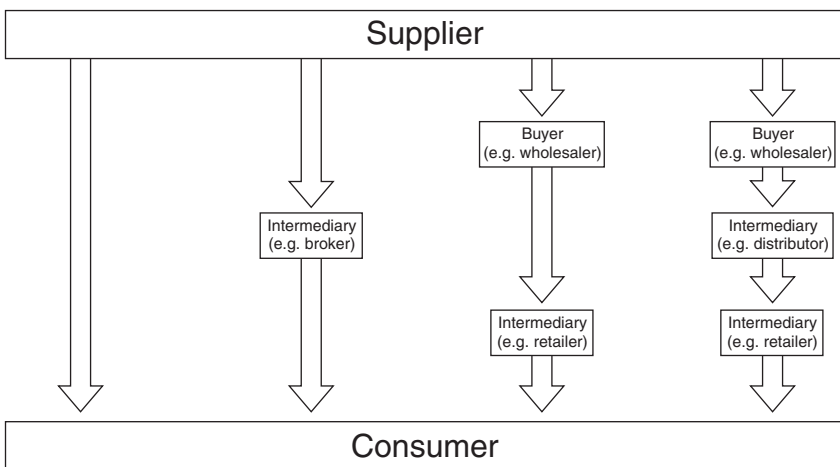 Supplier
Buyer
(e.g. wholesaler)
Buyer
(e.g. wholesaler)
Intermediary
(e.g. broker)
Intermediary
(e.g. distributor)
Intermediary
(e.g. retailer)
Intermediary
(e.g. retailer)
Consumer